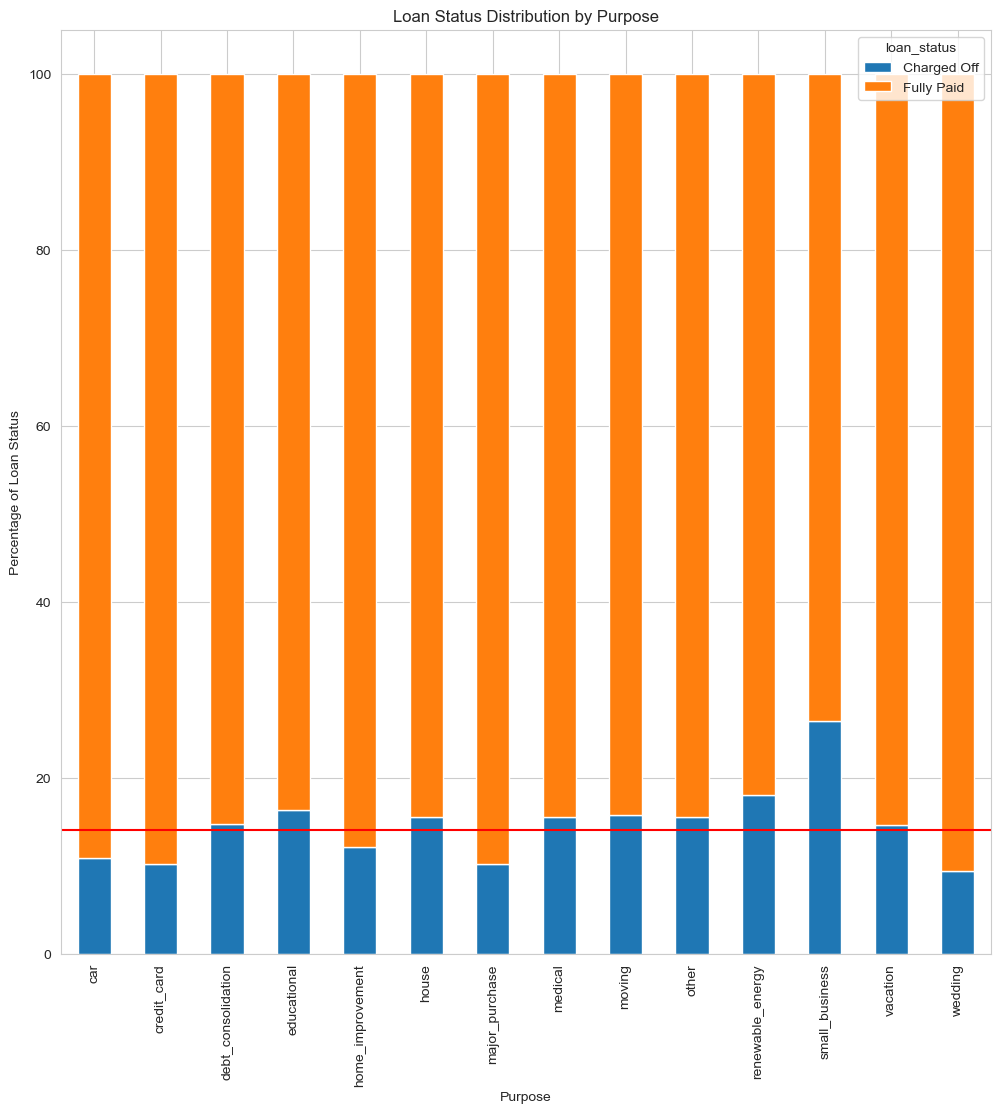 Loan Status Distribution by Purpose
loan_status
Charged Off
Fully Paid
Percentage of Loan Status
100
80
60
40
20
0
car
credit_card
debt_consolidation
educational
home_improvement
house
major_purchase
medical
moving
other
renewable_energy
small_business
vacation
wedding
Purpose